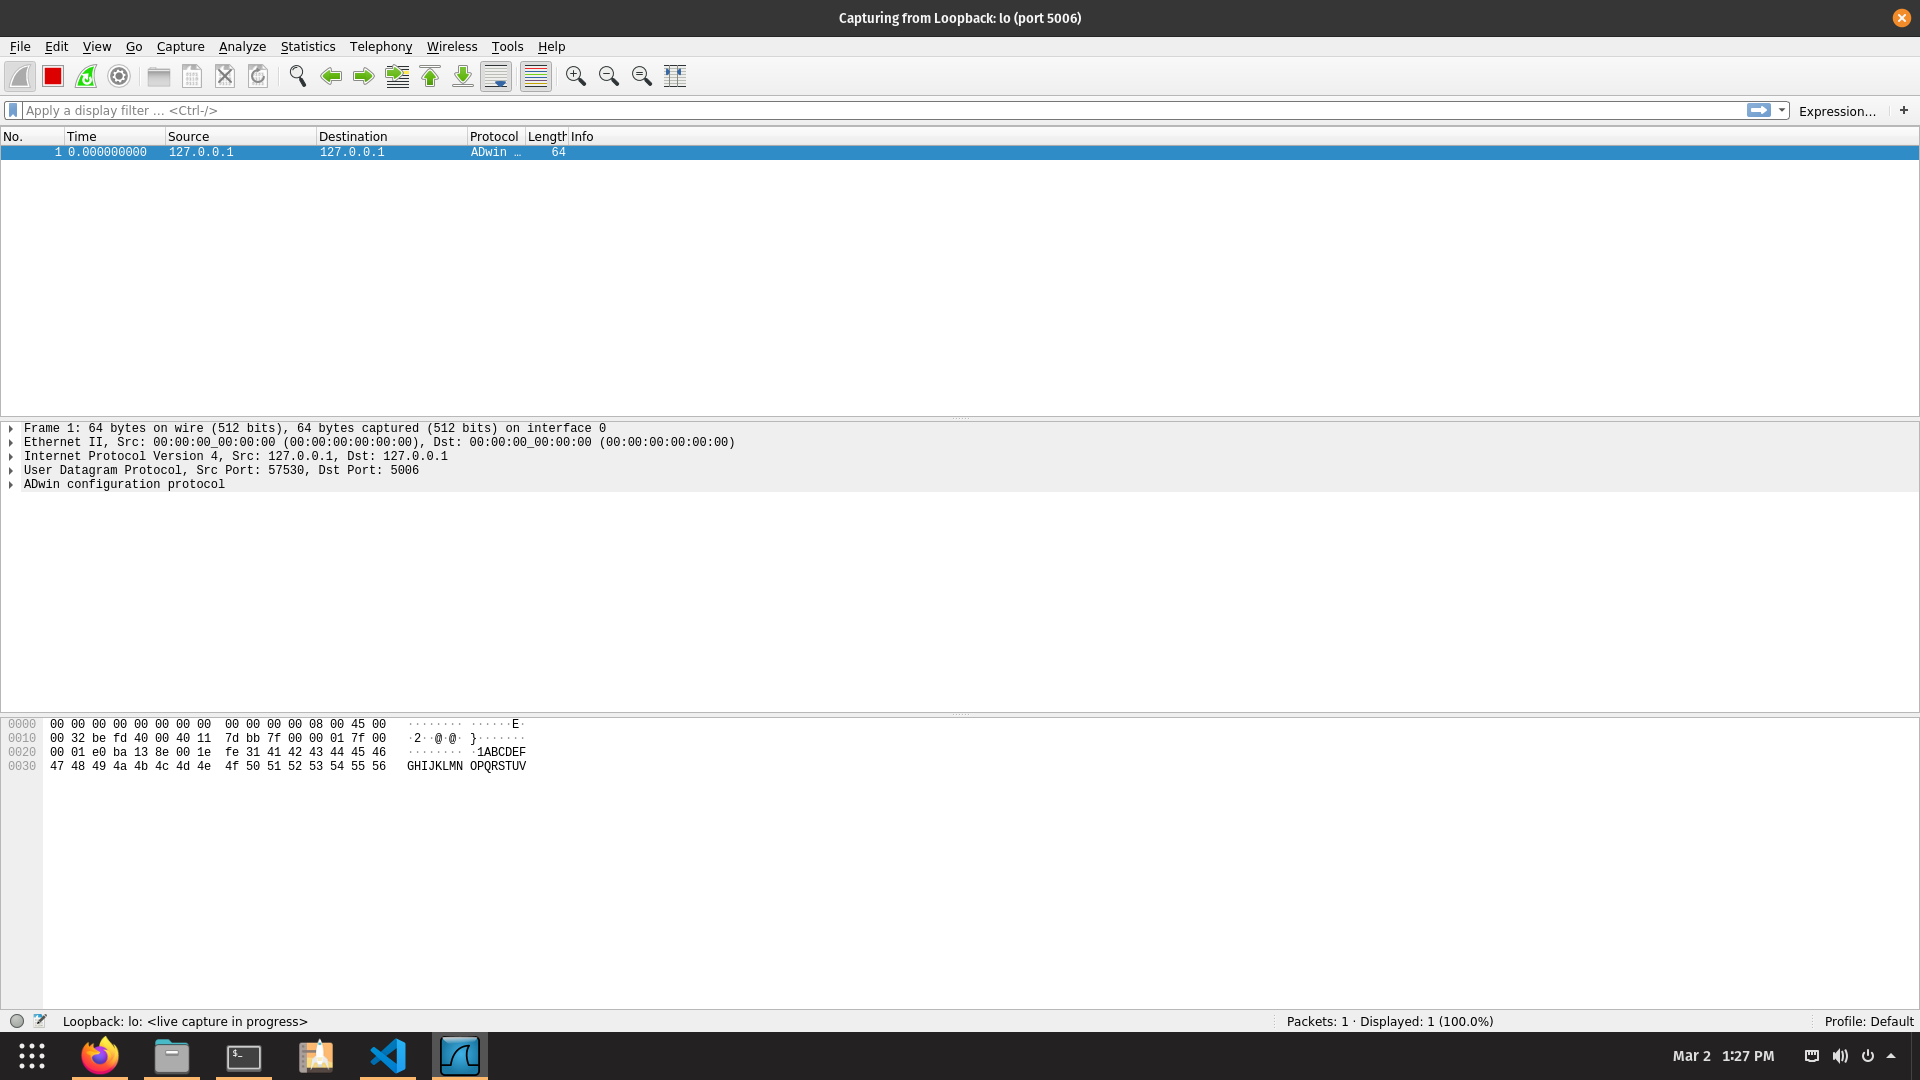 Capturing from Loopback: lo (port 5006)
File Edit View Go Capture Analyze Statistics Telephony Wireless Tools Help
Apply a display filter … <Ctrl-/>
Expression…
+
No. Time Source Destination Protocol Length Info
1 0.000000000 127.0.0.1 127.0.0.1 ADwin … 64
Frame 1: 64 bytes on wire (512 bits), 64 bytes captured (512 bits) on interface 0
Ethernet II, Src: 00:00:00_00:00:00 (00:00:00:00:00:00), Dst: 00:00:00_00:00:00 (00:00:00:00:00:00)
Internet Protocol Version 4, Src: 127.0.0.1, Dst: 127.0.0.1
User Datagram Protocol, Src Port: 57530, Dst Port: 5006
ADwin configuration protocol
0000 00 00 00 00 00 00 00 00 00 00 00 00 08 00 45 00 ········ ······E·
0010 00 32 be fd 40 00 40 11 7d bb 7f 00 00 01 7f 00 ·2··@·@· }·······
0020 00 01 e0 ba 13 8e 00 1e fe 31 41 42 43 44 45 46 ········ ·1ABCDEF
0030 47 48 49 4a 4b 4c 4d 4e 4f 50 51 52 53 54 55 56 GHIJKLMN OPQRSTUV
Loopback: lo: <live capture in progress>
Packets: 1 · Displayed: 1 (100.0%)
Profile: Default
Mar 2 1:27 PM